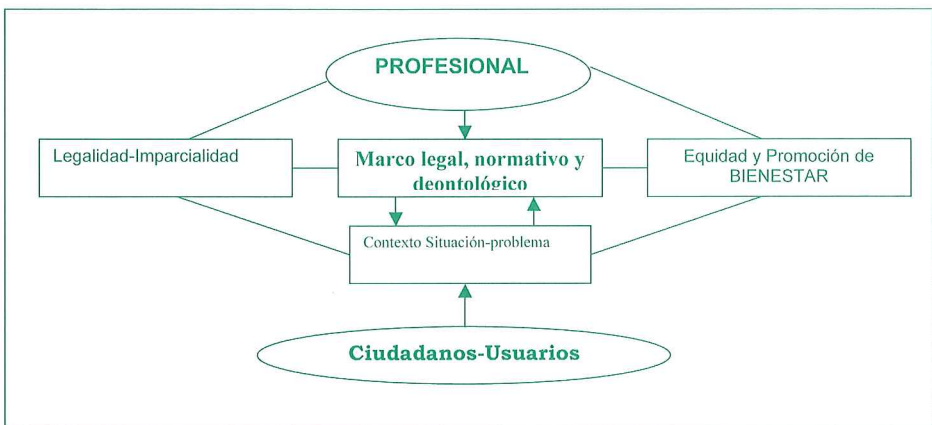 PROFESIONAL
Legalidad-Imparcialidad
Marco legal, normativo y
deontológico
Equidad y Promoción de
BIENESTAR
Contexto Situación-problema
Ciudadanos-Usuarios